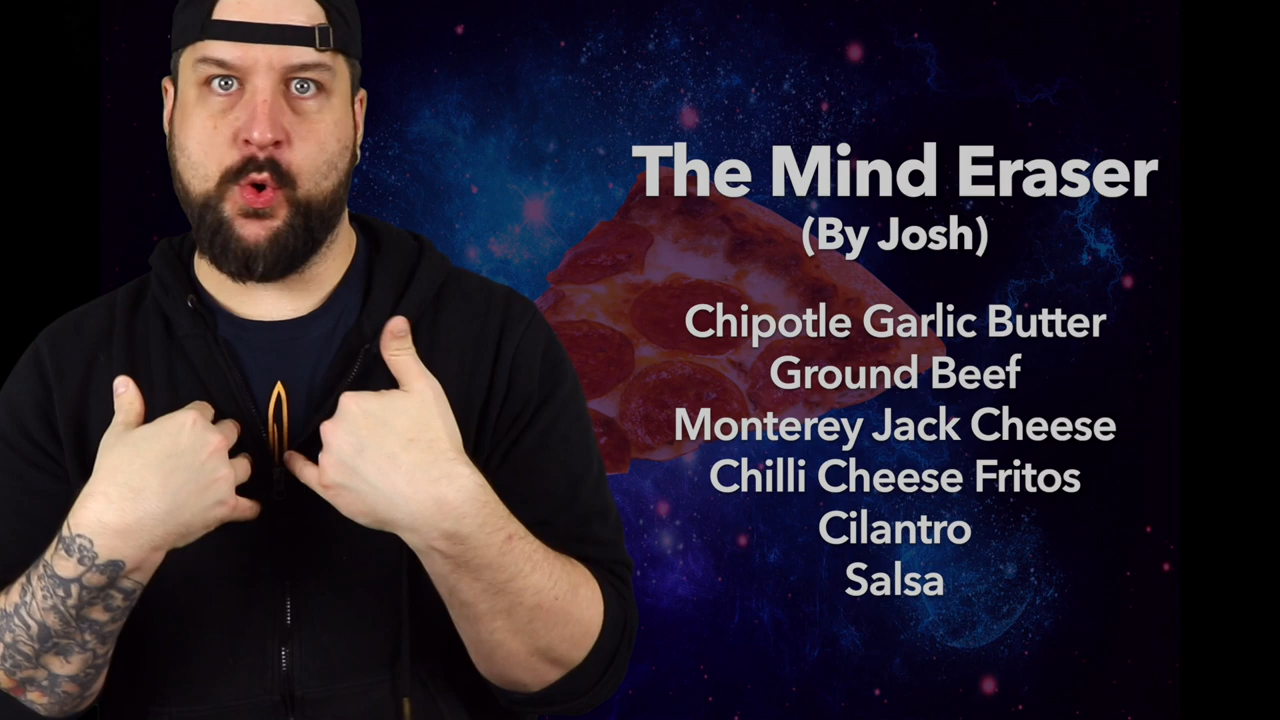 The Mind Eraser
(By Josh)
Chipotle Garlic Butter
Ground Beef
Monterey Jack Cheese
Chilli Cheese Fritos
Cilantro
Salsa